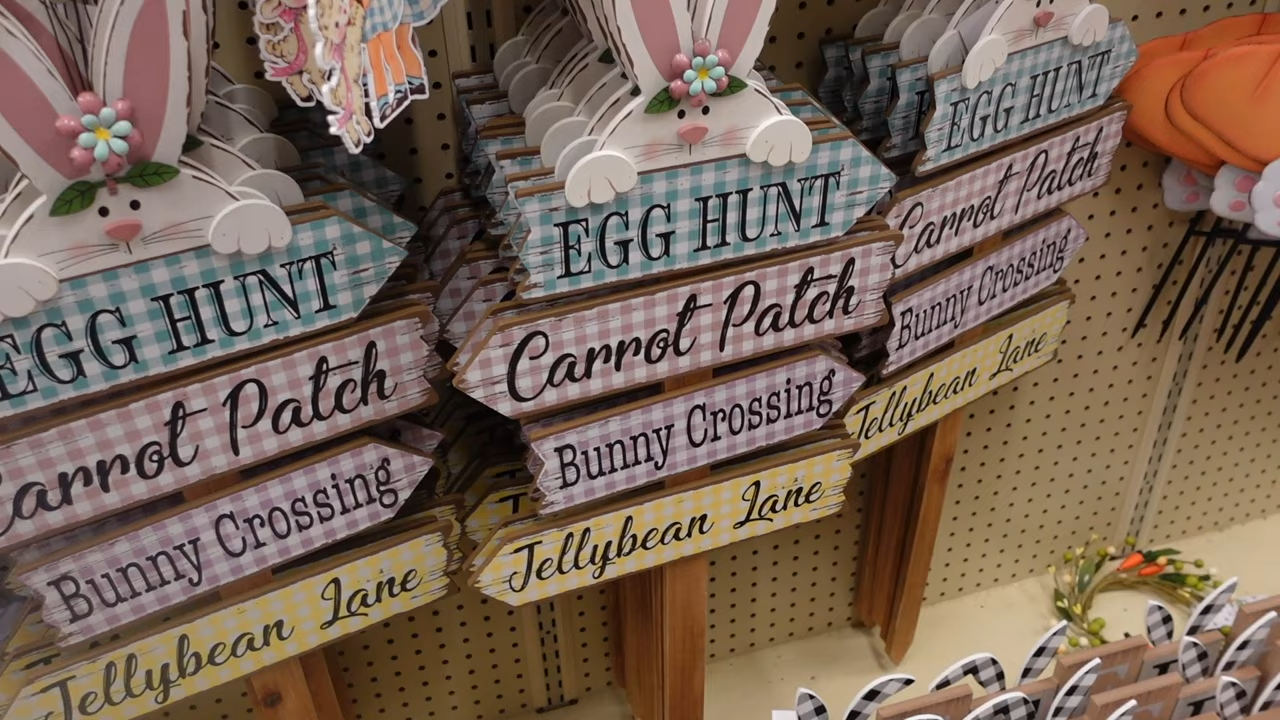 EGG HUNT
Carrot Patch
Bunny Crossing
Jellybean Lane
EGG HUNT
Carrot Patch
Bunny Crossing
Jellybean Lane
EGG HUNT
Carrot Patch
Bunny Crossing
Jellybean Lane